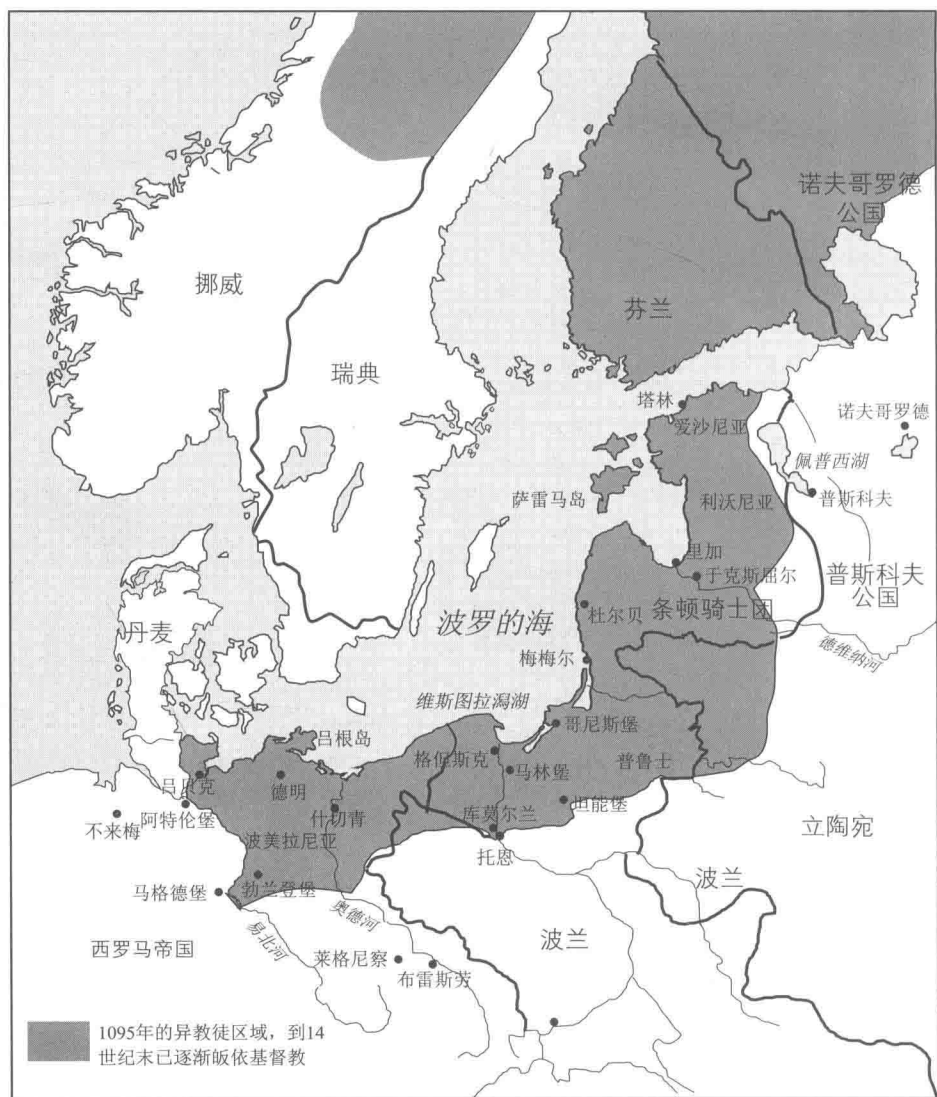 诺夫哥罗德
公国
挪威
芬兰
瑞典
塔林
爱沙尼亚
诺夫哥罗德
佩普西湖
萨雷马岛
利沃尼亚
普斯科夫
里加
于克斯屈尔
普斯科夫
公国
丹麦
波罗的海
杜尔贝
条顿骑士团
梅梅尔
德维纳河
维斯图拉潟湖
吕根岛
哥尼斯堡
格但斯克
马林堡
普鲁士
吕贝克
德明
坦能堡
不来梅
阿特伦堡
什切青
库莫尔兰
立陶宛
波美拉尼亚
托恩
马格德堡
勃兰登堡
波兰
奥德河
西罗马帝国
易北河
莱格尼察
布雷斯劳
波兰
1095年的异教徒区域，到14
世纪末已逐渐皈依基督教